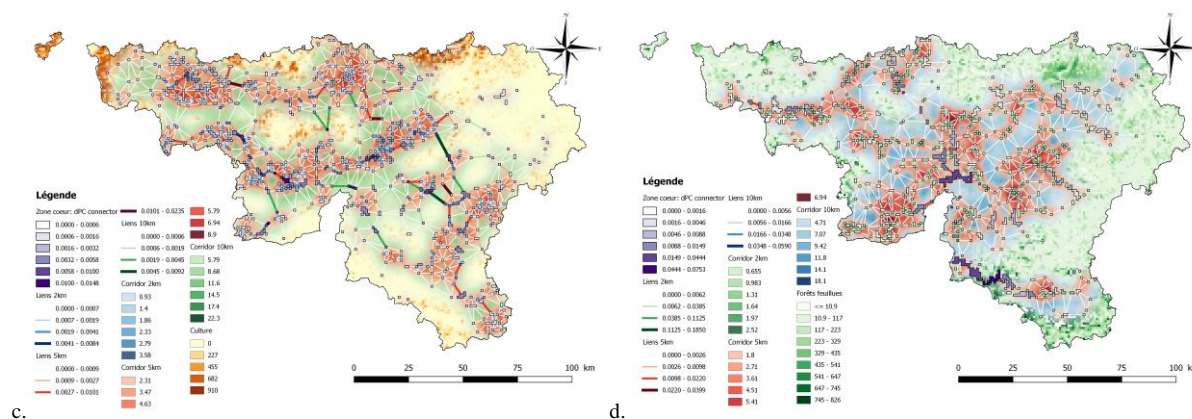 Légende
Zone coeur: dPC connector
0.0000 - 0.0006
0.0006 - 0.0016
0.0016 - 0.0032
0.0032 - 0.0058
0.0058 - 0.0100
0.0100 - 0.0148
Liens 2km
0.0000 - 0.0007
0.0007 - 0.0019
0.0019 - 0.0041
0.0041 - 0.0084
Liens 5km
0.0000 - 0.0009
0.0009 - 0.0027
0.0027 - 0.0101
0.0101 - 0.0235
Liens 10km
0.0000 - 0.0006
0.0006 - 0.0019
0.0019 - 0.0045
0.0045 - 0.0092
Corridor 2km
0.93
1.4
1.86
2.33
2.79
3.58
Corridor 5km
2.31
3.47
4.63
5.79
6.94
8.9
Corridor 10km
5.79
8.68
11.6
14.5
17.4
22.3
Culture
0
227
455
682
910
0 25 50 75 100 km
c.
Légende
Zone coeur: dPC connector
0.0000 - 0.0016
0.0016 - 0.0046
0.0046 - 0.0088
0.0088 - 0.0149
0.0149 - 0.0444
0.0444 - 0.0753
Liens 2km
0.0000 - 0.0062
0.0062 - 0.0385
0.0385 - 0.1125
0.1125 - 0.1850
Liens 5km
0.0000 - 0.0026
0.0026 - 0.0098
0.0098 - 0.0220
0.0220 - 0.0399
Liens 10km
0.0000 - 0.0056
0.0056 - 0.0166
0.0166 - 0.0348
0.0348 - 0.0590
Corridor 2km
0.655
0.983
1.31
1.64
1.97
2.52
Corridor 5km
1.8
2.71
3.61
4.51
5.41
6.94
Corridor 10km
4.71
7.07
9.42
11.8
14.1
18.1
Forêts feuillues
<= 10.9
10.9 - 117
117 - 223
223 - 329
329 - 435
435 - 541
541 - 647
647 - 745
745 - 826
0 25 50 75 100 k
d.